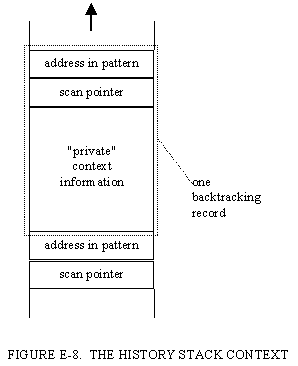 address in pattern
scan pointer
"private"
context
information
one
backtracking
record
address in pattern
scan pointer
FIGURE E-8. THE HISTORY STACK CONTEXT